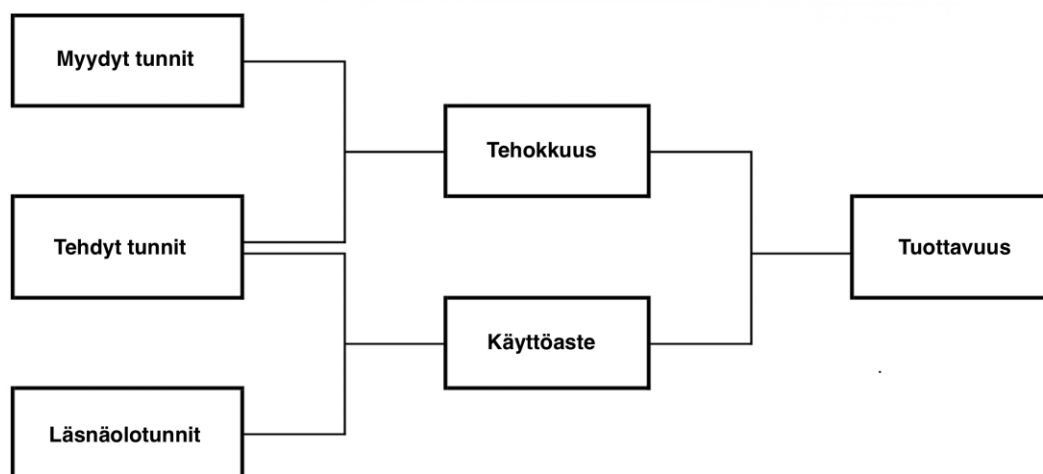 Myydyt tunnit
Tehdyt tunnit
Läsnäolotunnit
Tehokkuus
Käyttöaste
Tuottavuus